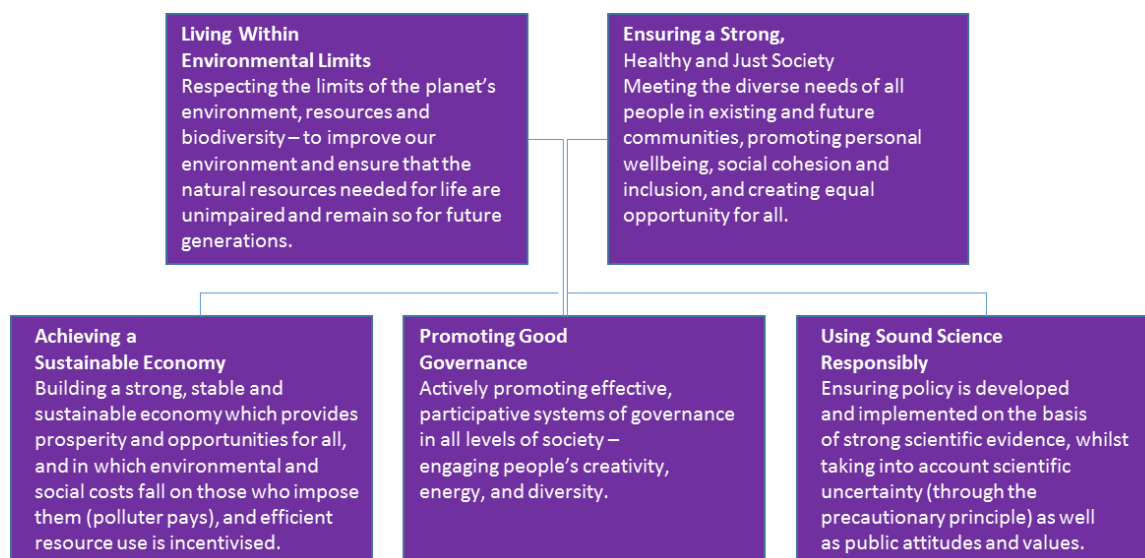 Living Within
Environmental Limits
Respecting the limits of the planet’s
environment, resources and
biodiversity – to improve our
environment and ensure that the
natural resources needed for life are
unimpaired and remain so for future
generations.
Ensuring a Strong,
Healthy and Just Society
Meeting the diverse needs of all
people in existing and future
communities, promoting personal
wellbeing, social cohesion and
inclusion, and creating equal
opportunity for all.
Achieving a
Sustainable Economy
Building a strong, stable and
sustainable economy which provides
prosperity and opportunities for all,
and in which environmental and
social costs fall on those who impose
them (polluter pays), and efficient
resource use is incentivised.
Promoting Good
Governance
Actively promoting effective,
participative systems of governance
in all levels of society –
engaging people’s creativity,
energy, and diversity.
Using Sound Science
Responsibly
Ensuring policy is developed
and implemented on the basis
of strong scientific evidence, whilst
taking into account scientific
uncertainty (through the
precautionary principle) as well
as public attitudes and values.